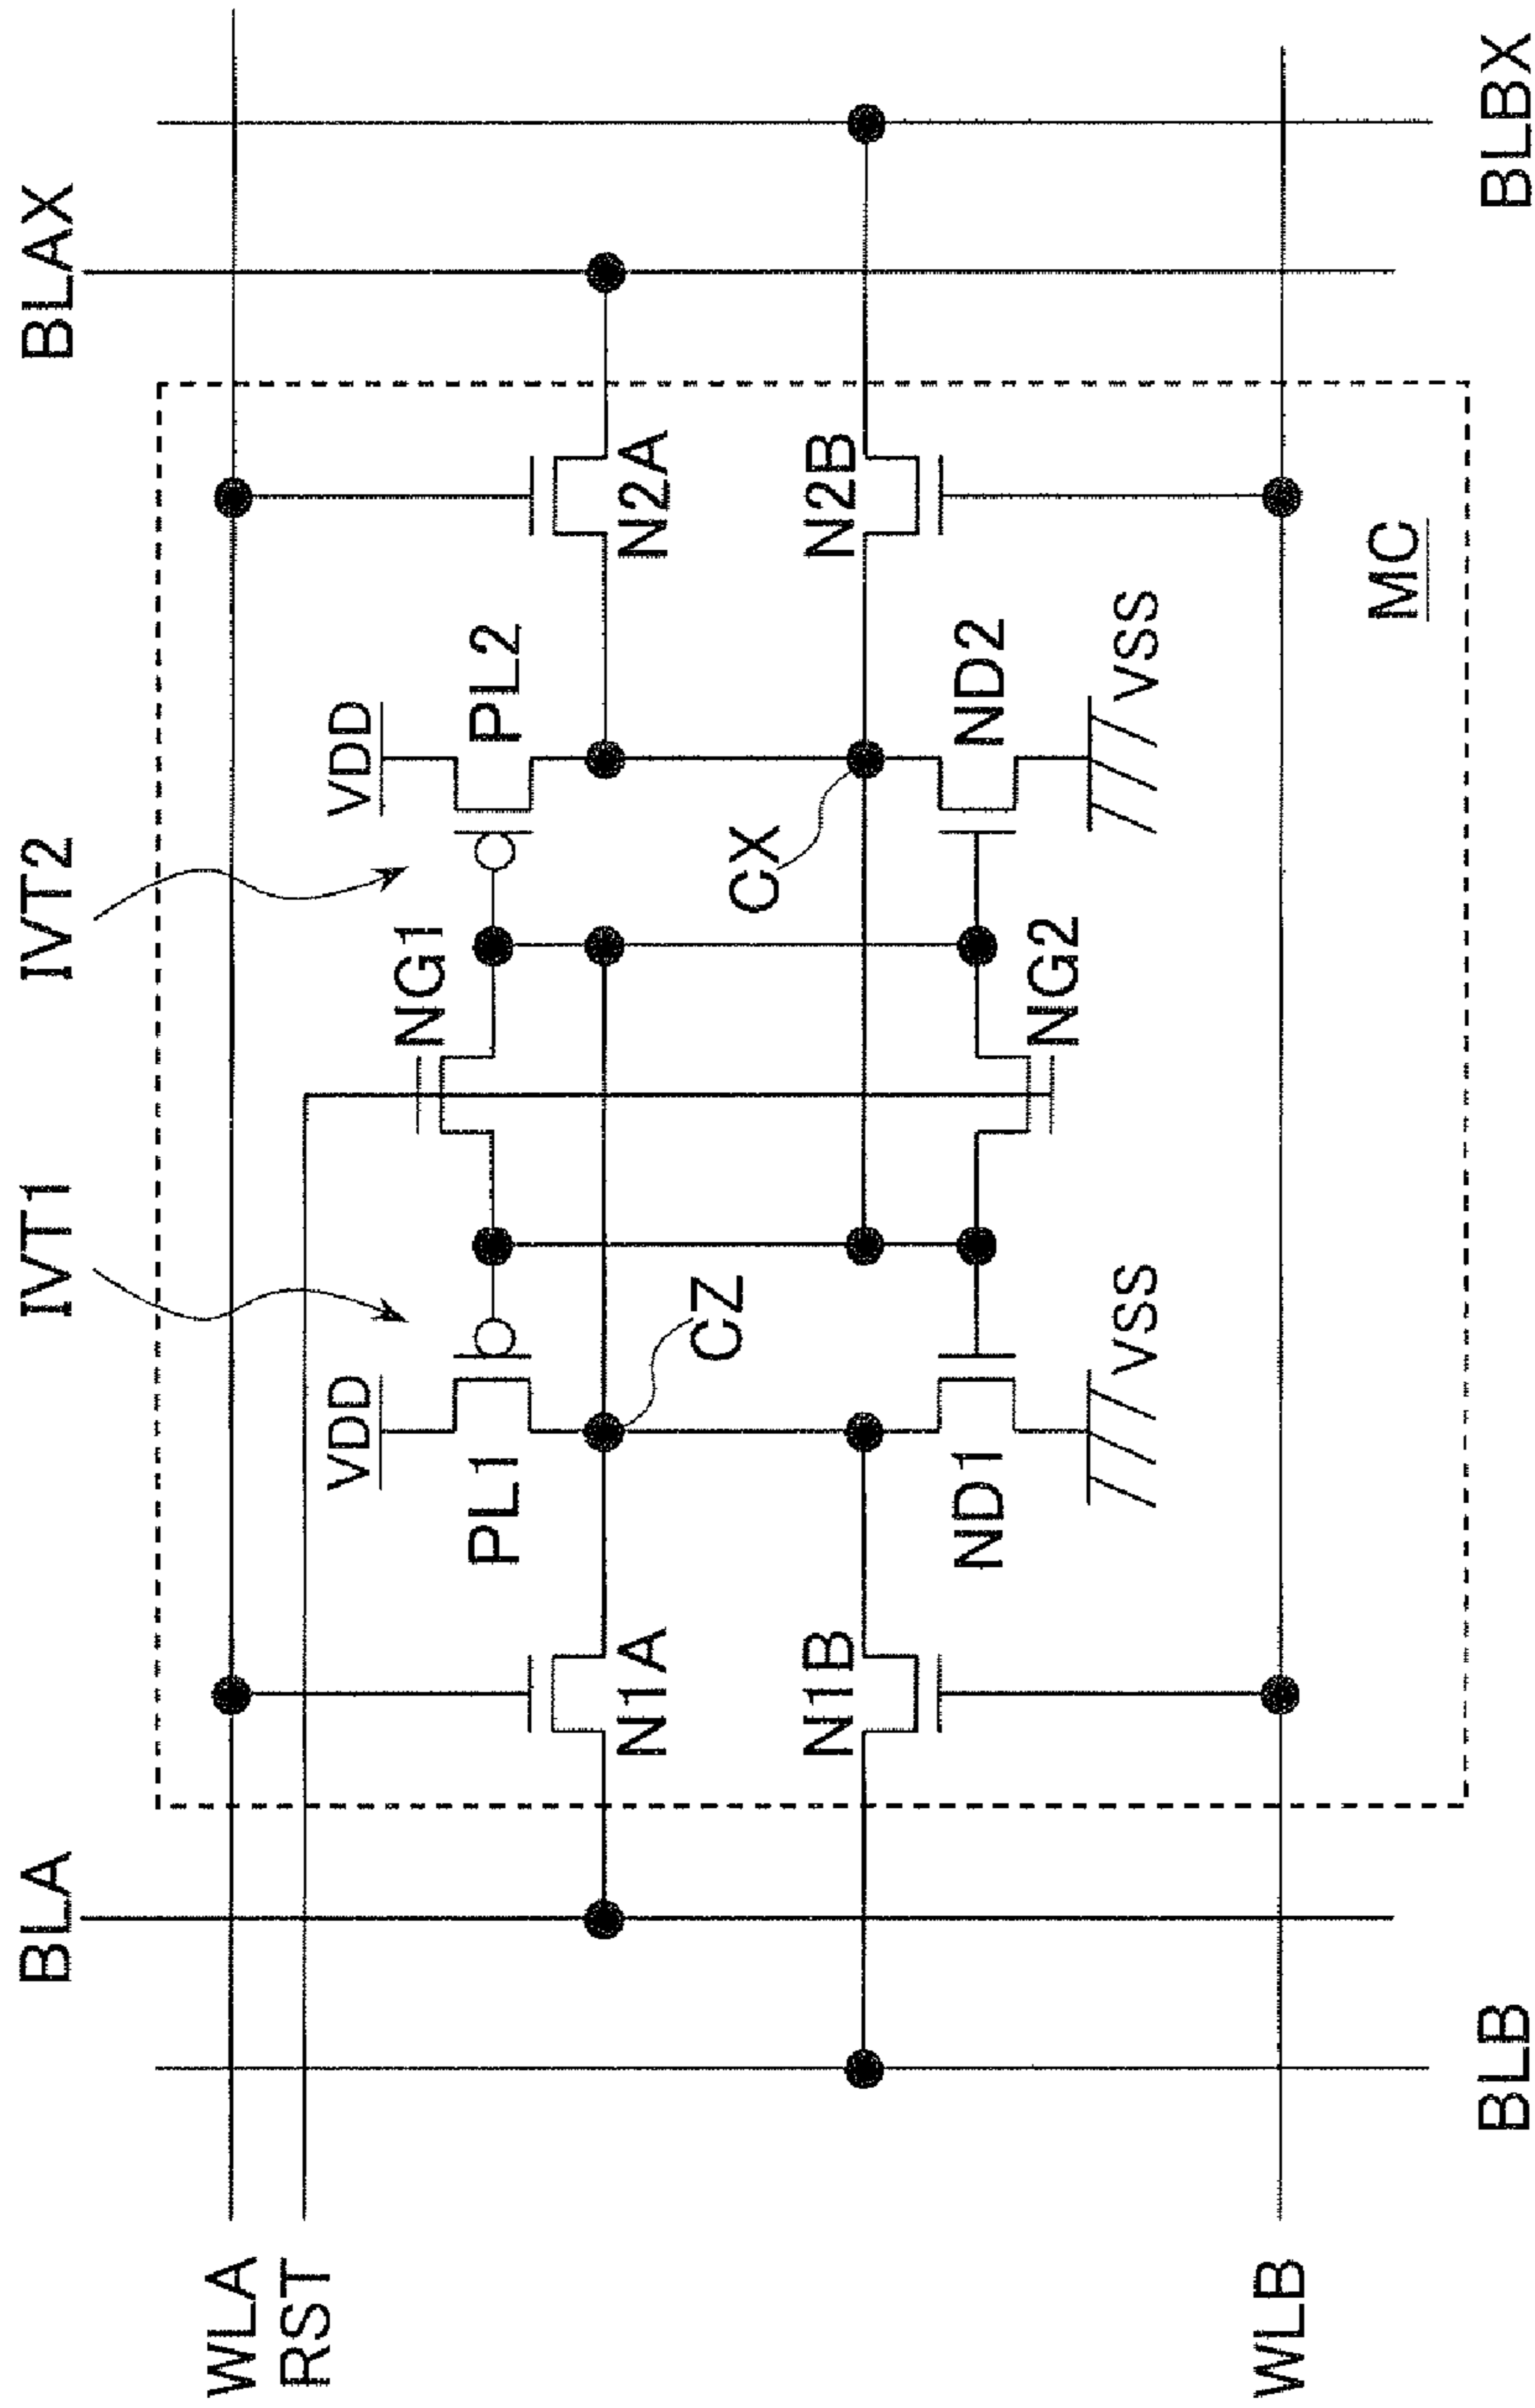 BLA
IVT1
IVT2
BLAX
WLA
RST
VDD
VDD
NG1
PL1
PL2
N1A
N2A
CZ
CX
N1B
N2B
ND1
ND2
NG2
VSS
VSS
WLB
MC
BLB
BLBX